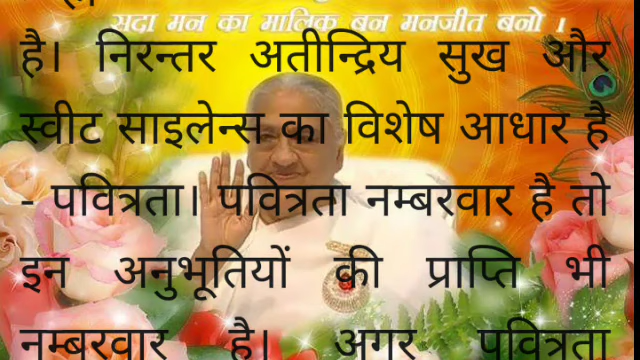 सदा मन का मालिक बन मनजीत बनो ।
है। निरन्तर अतीन्द्रिय सुख और
स्वीट साइलेन्स का विशेष आधार है
- पवित्रता। पवित्रता नम्बरवार है तो
इन अनुभूतियों की प्राप्ति भी
नम्बरवार है। अगर पवित्रता